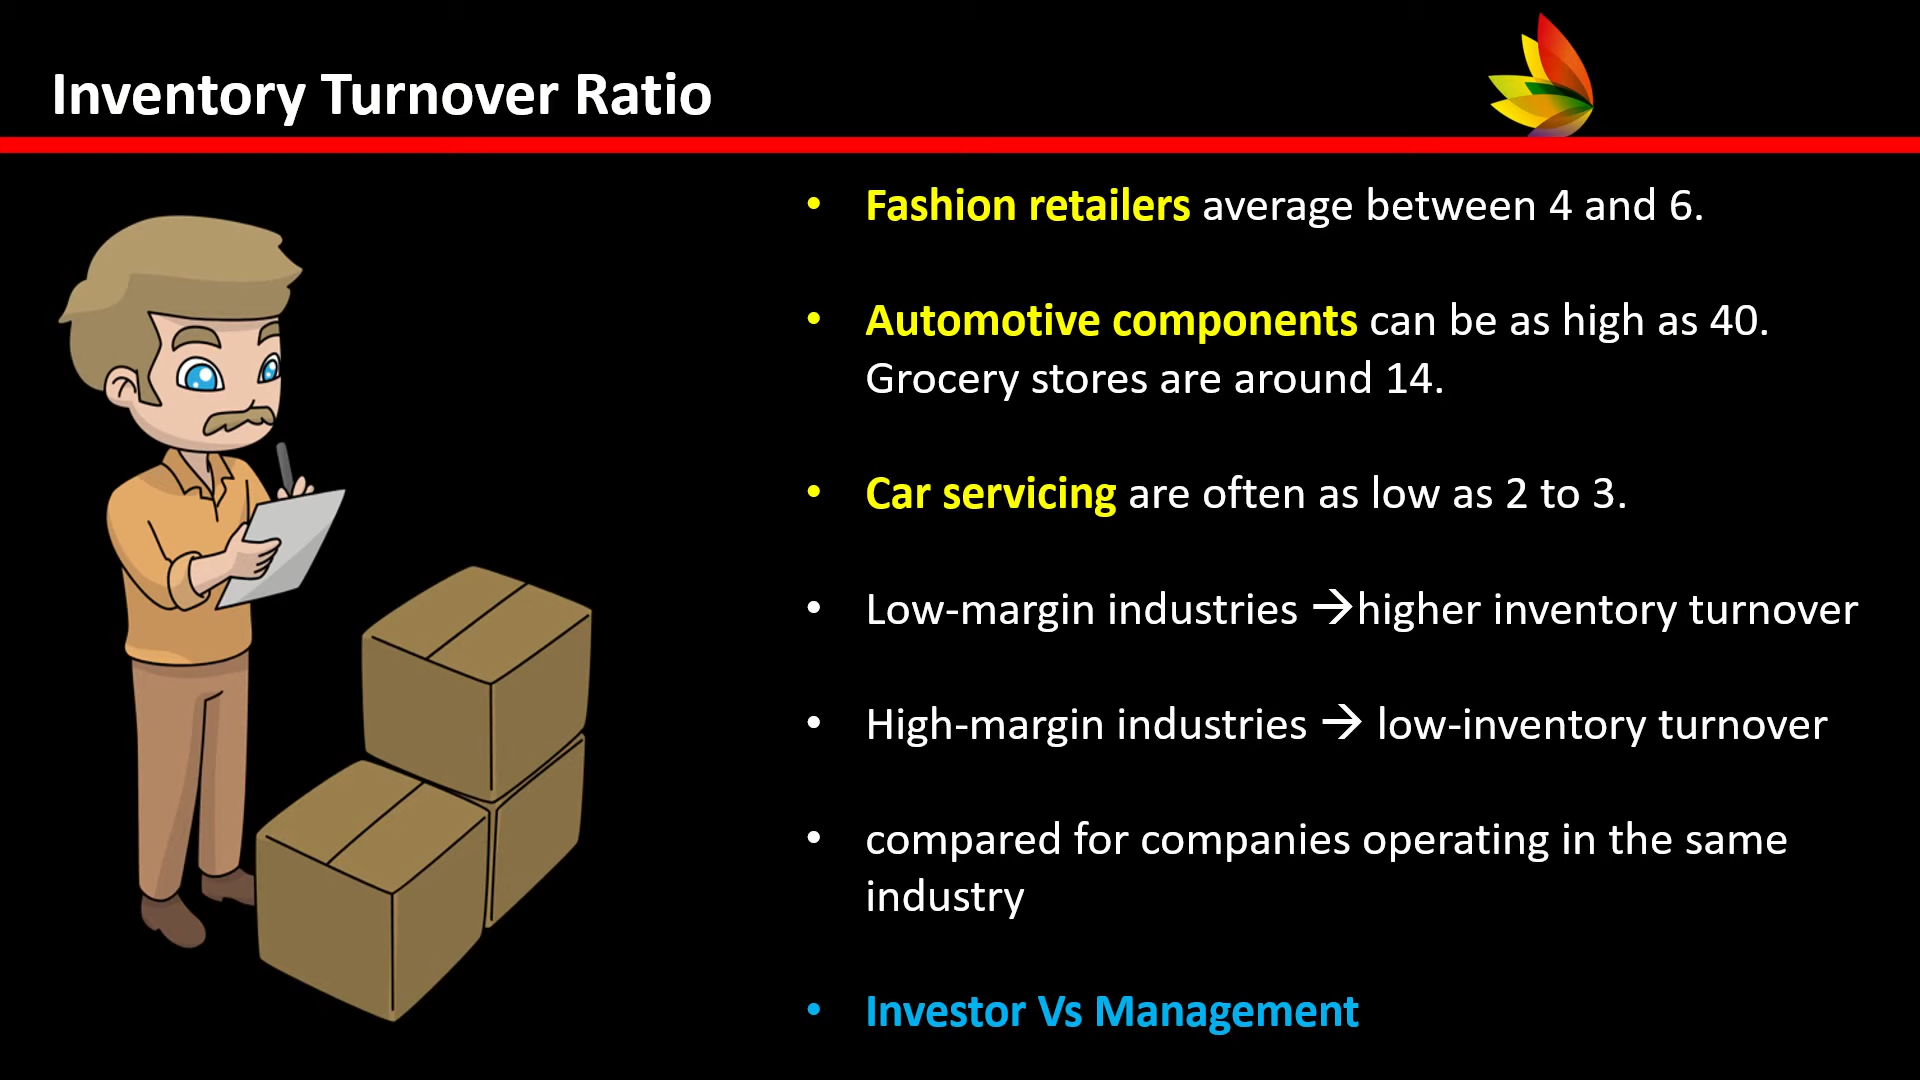 Inventory Turnover Ratio
• Fashion retailers average between 4 and 6.
• Automotive components can be as high as 40.
Grocery stores are around 14.
• Car servicing are often as low as 2 to 3.
• Low-margin industries →higher inventory turnover
• High-margin industries → low-inventory turnover
• compared for companies operating in the same
industry
• Investor Vs Management